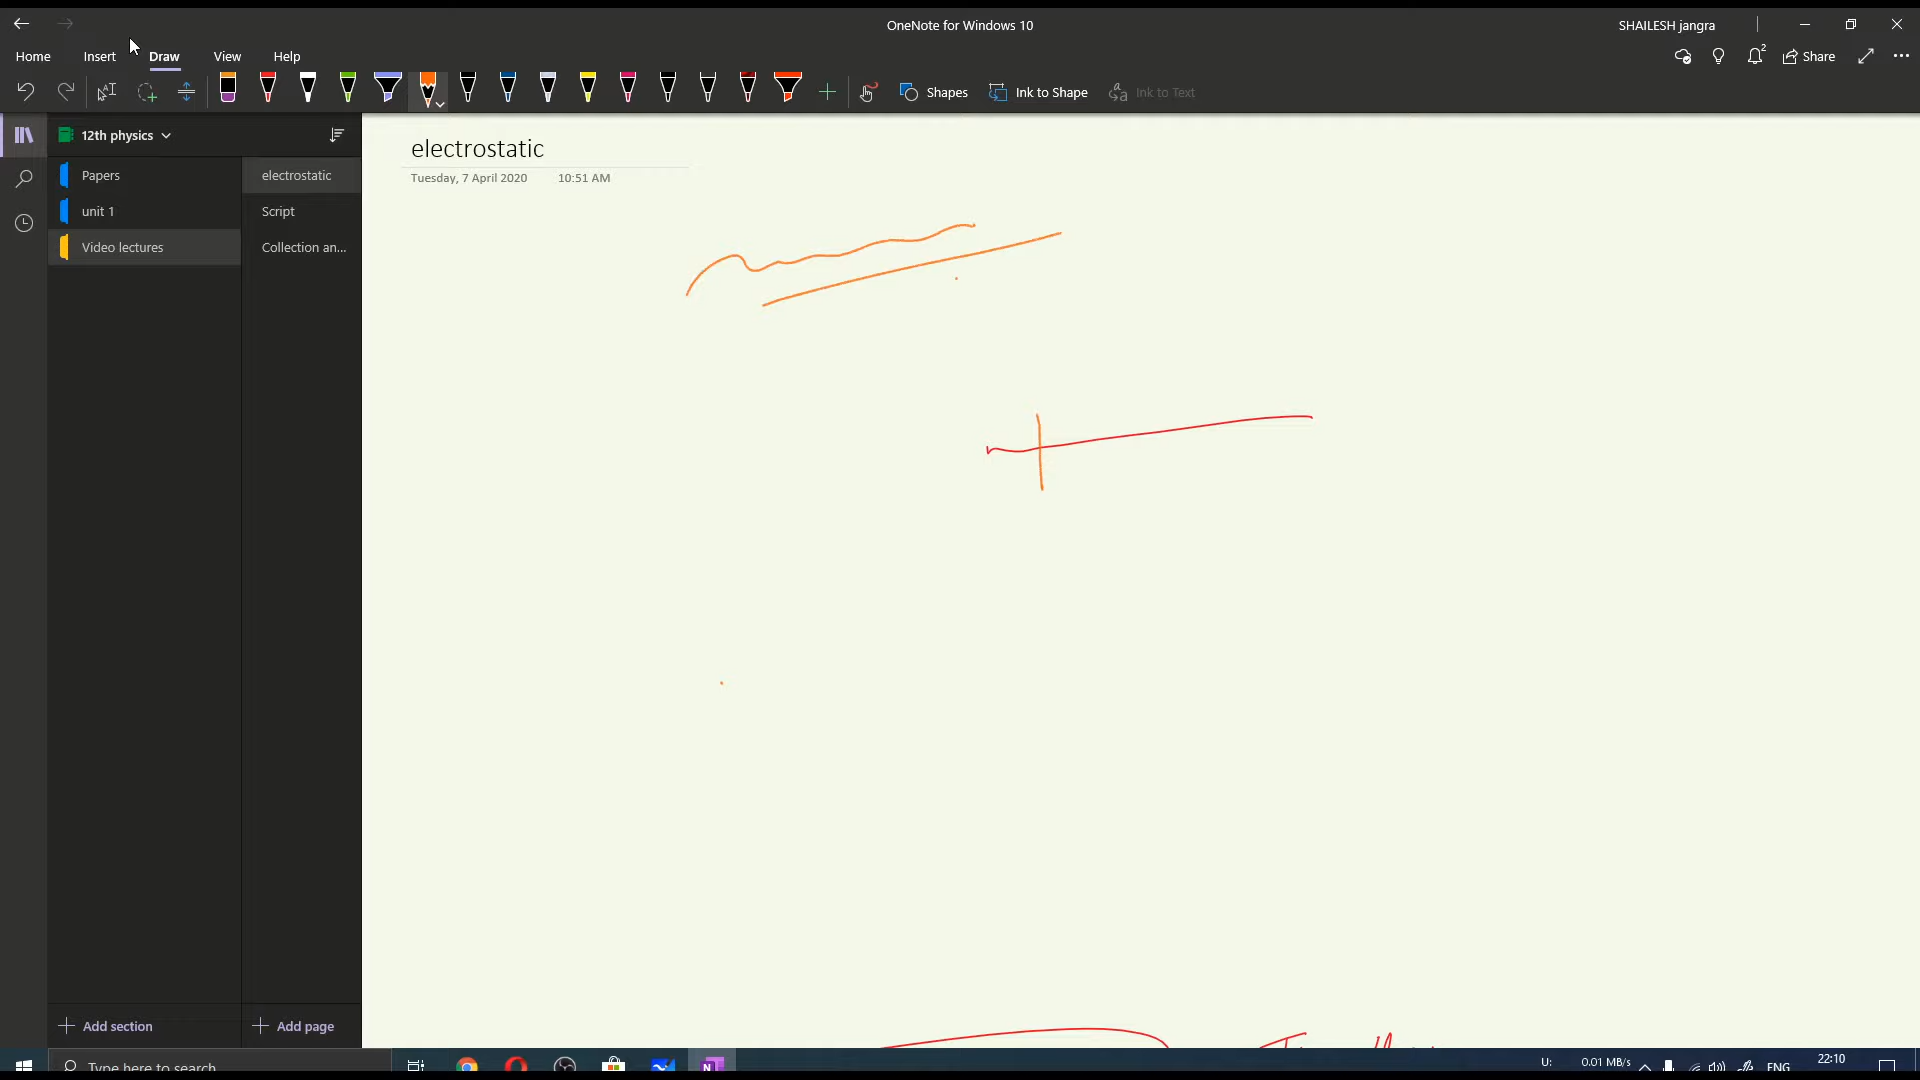 OneNote for Windows 10
SHAILESH jangra
Home
Insert
Draw
View
Help
2
Share
Shapes
Ink to Shape
Ink to Text
12th physics
Papers
unit 1
Video lectures
electrostatic
Script
Collection an...
electrostatic
Tuesday, 7 April 2020
10:51 AM
Add section
Add page
Type here to search
U:
0.01 MB/s
ENG
22:10